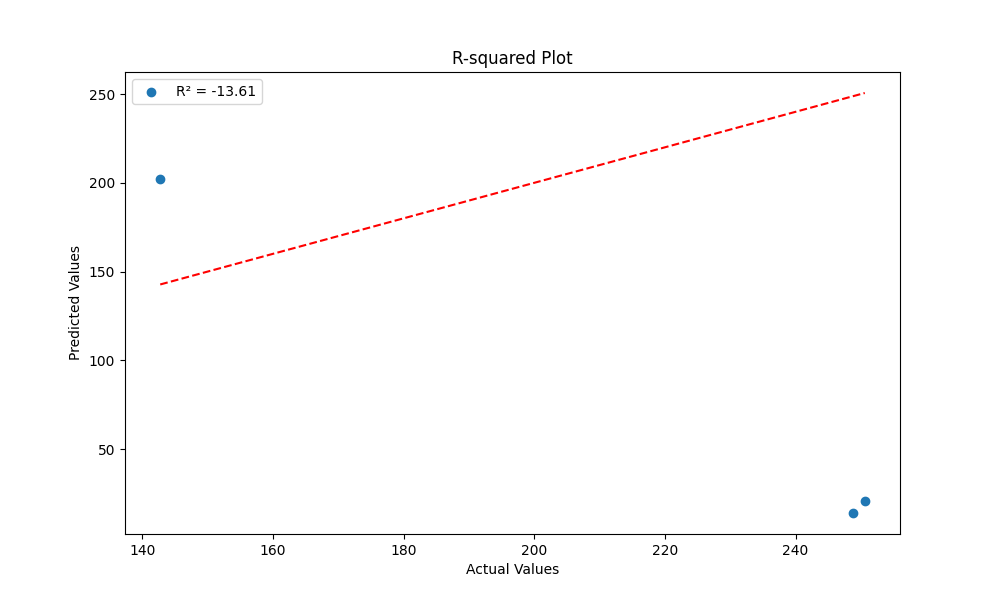 R-squared Plot
R² = -13.61
250
200
150
100
50
Predicted Values
140 160 180 200 220 240
Actual Values